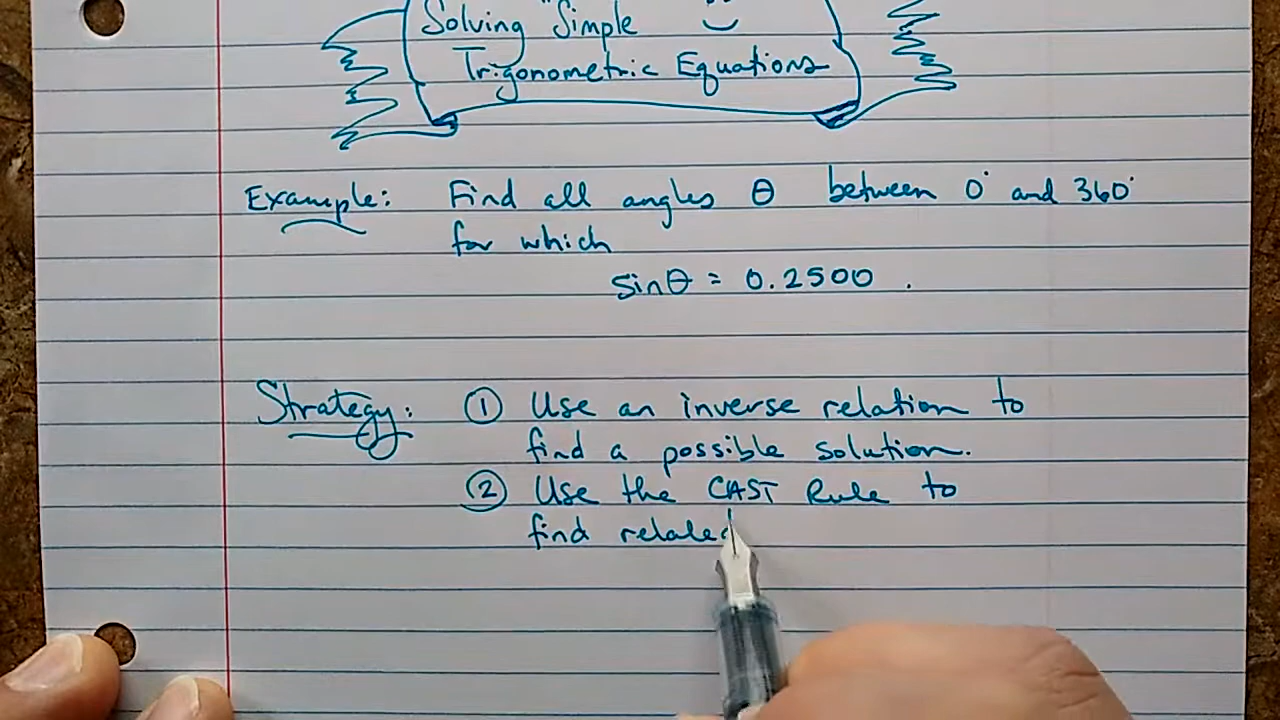 Solving "Simple
Trigonometric Equations
Example: Find all angles θ between 0° and 360°
for which
sinθ = 0.2500 .
Strategy: ① Use an inverse relation to
find a possible solution.
② Use the CAST Rule to
find related